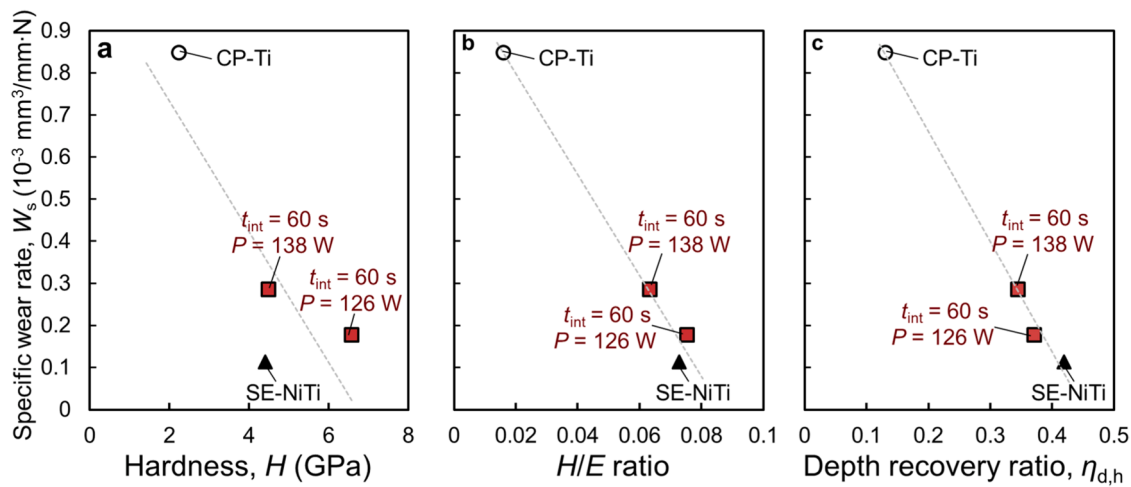 Specific wear rate, Wₛ (10⁻³ mm³/mm·N)
0.9
0.8
0.7
0.6
0.5
0.4
0.3
0.2
0.1
0
a
CP-Ti
t_int = 60 s
P = 138 W
t_int = 60 s
P = 126 W
SE-NiTi
0 2 4 6 8
Hardness, H (GPa)
b
CP-Ti
t_int = 60 s
P = 138 W
t_int = 60 s
P = 126 W
SE-NiTi
0 0.02 0.04 0.06 0.08 0.1
H/E ratio
c
CP-Ti
t_int = 60 s
P = 138 W
t_int = 60 s
P = 126 W
SE-NiTi
0 0.1 0.2 0.3 0.4 0.5
Depth recovery ratio, η_d,h